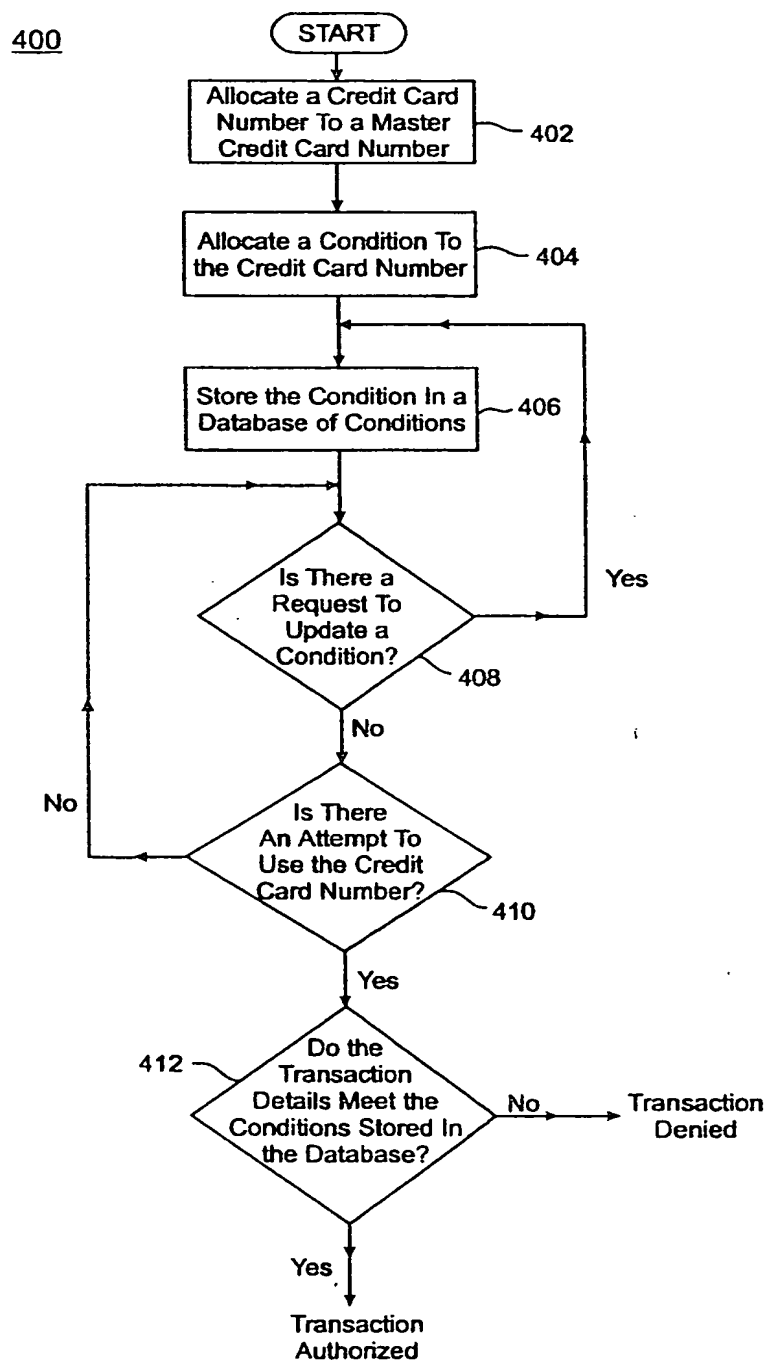 400
START
Allocate a Credit Card
Number To a Master
Credit Card Number
402
Allocate a Condition To
the Credit Card Number
404
Store the Condition In a
Database of Conditions
406
Is There a
Request To
Update a
Condition?
408
Yes
No
Is There
An Attempt To
Use the Credit
Card Number?
410
No
Yes
412
Do the
Transaction
Details Meet the
Conditions Stored In
the Database?
No
Transaction
Denied
Yes
Transaction
Authorized